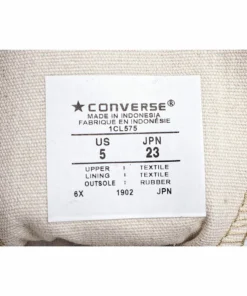 ★CONVERSE®
MADE IN INDONESIA
FABRIQUE EN INDONÉSIE
1CL575
US JPN
5 23
UPPER : TEXTILE
LINING : TEXTILE
OUTSOLE : RUBBER
6X 1902 JPN